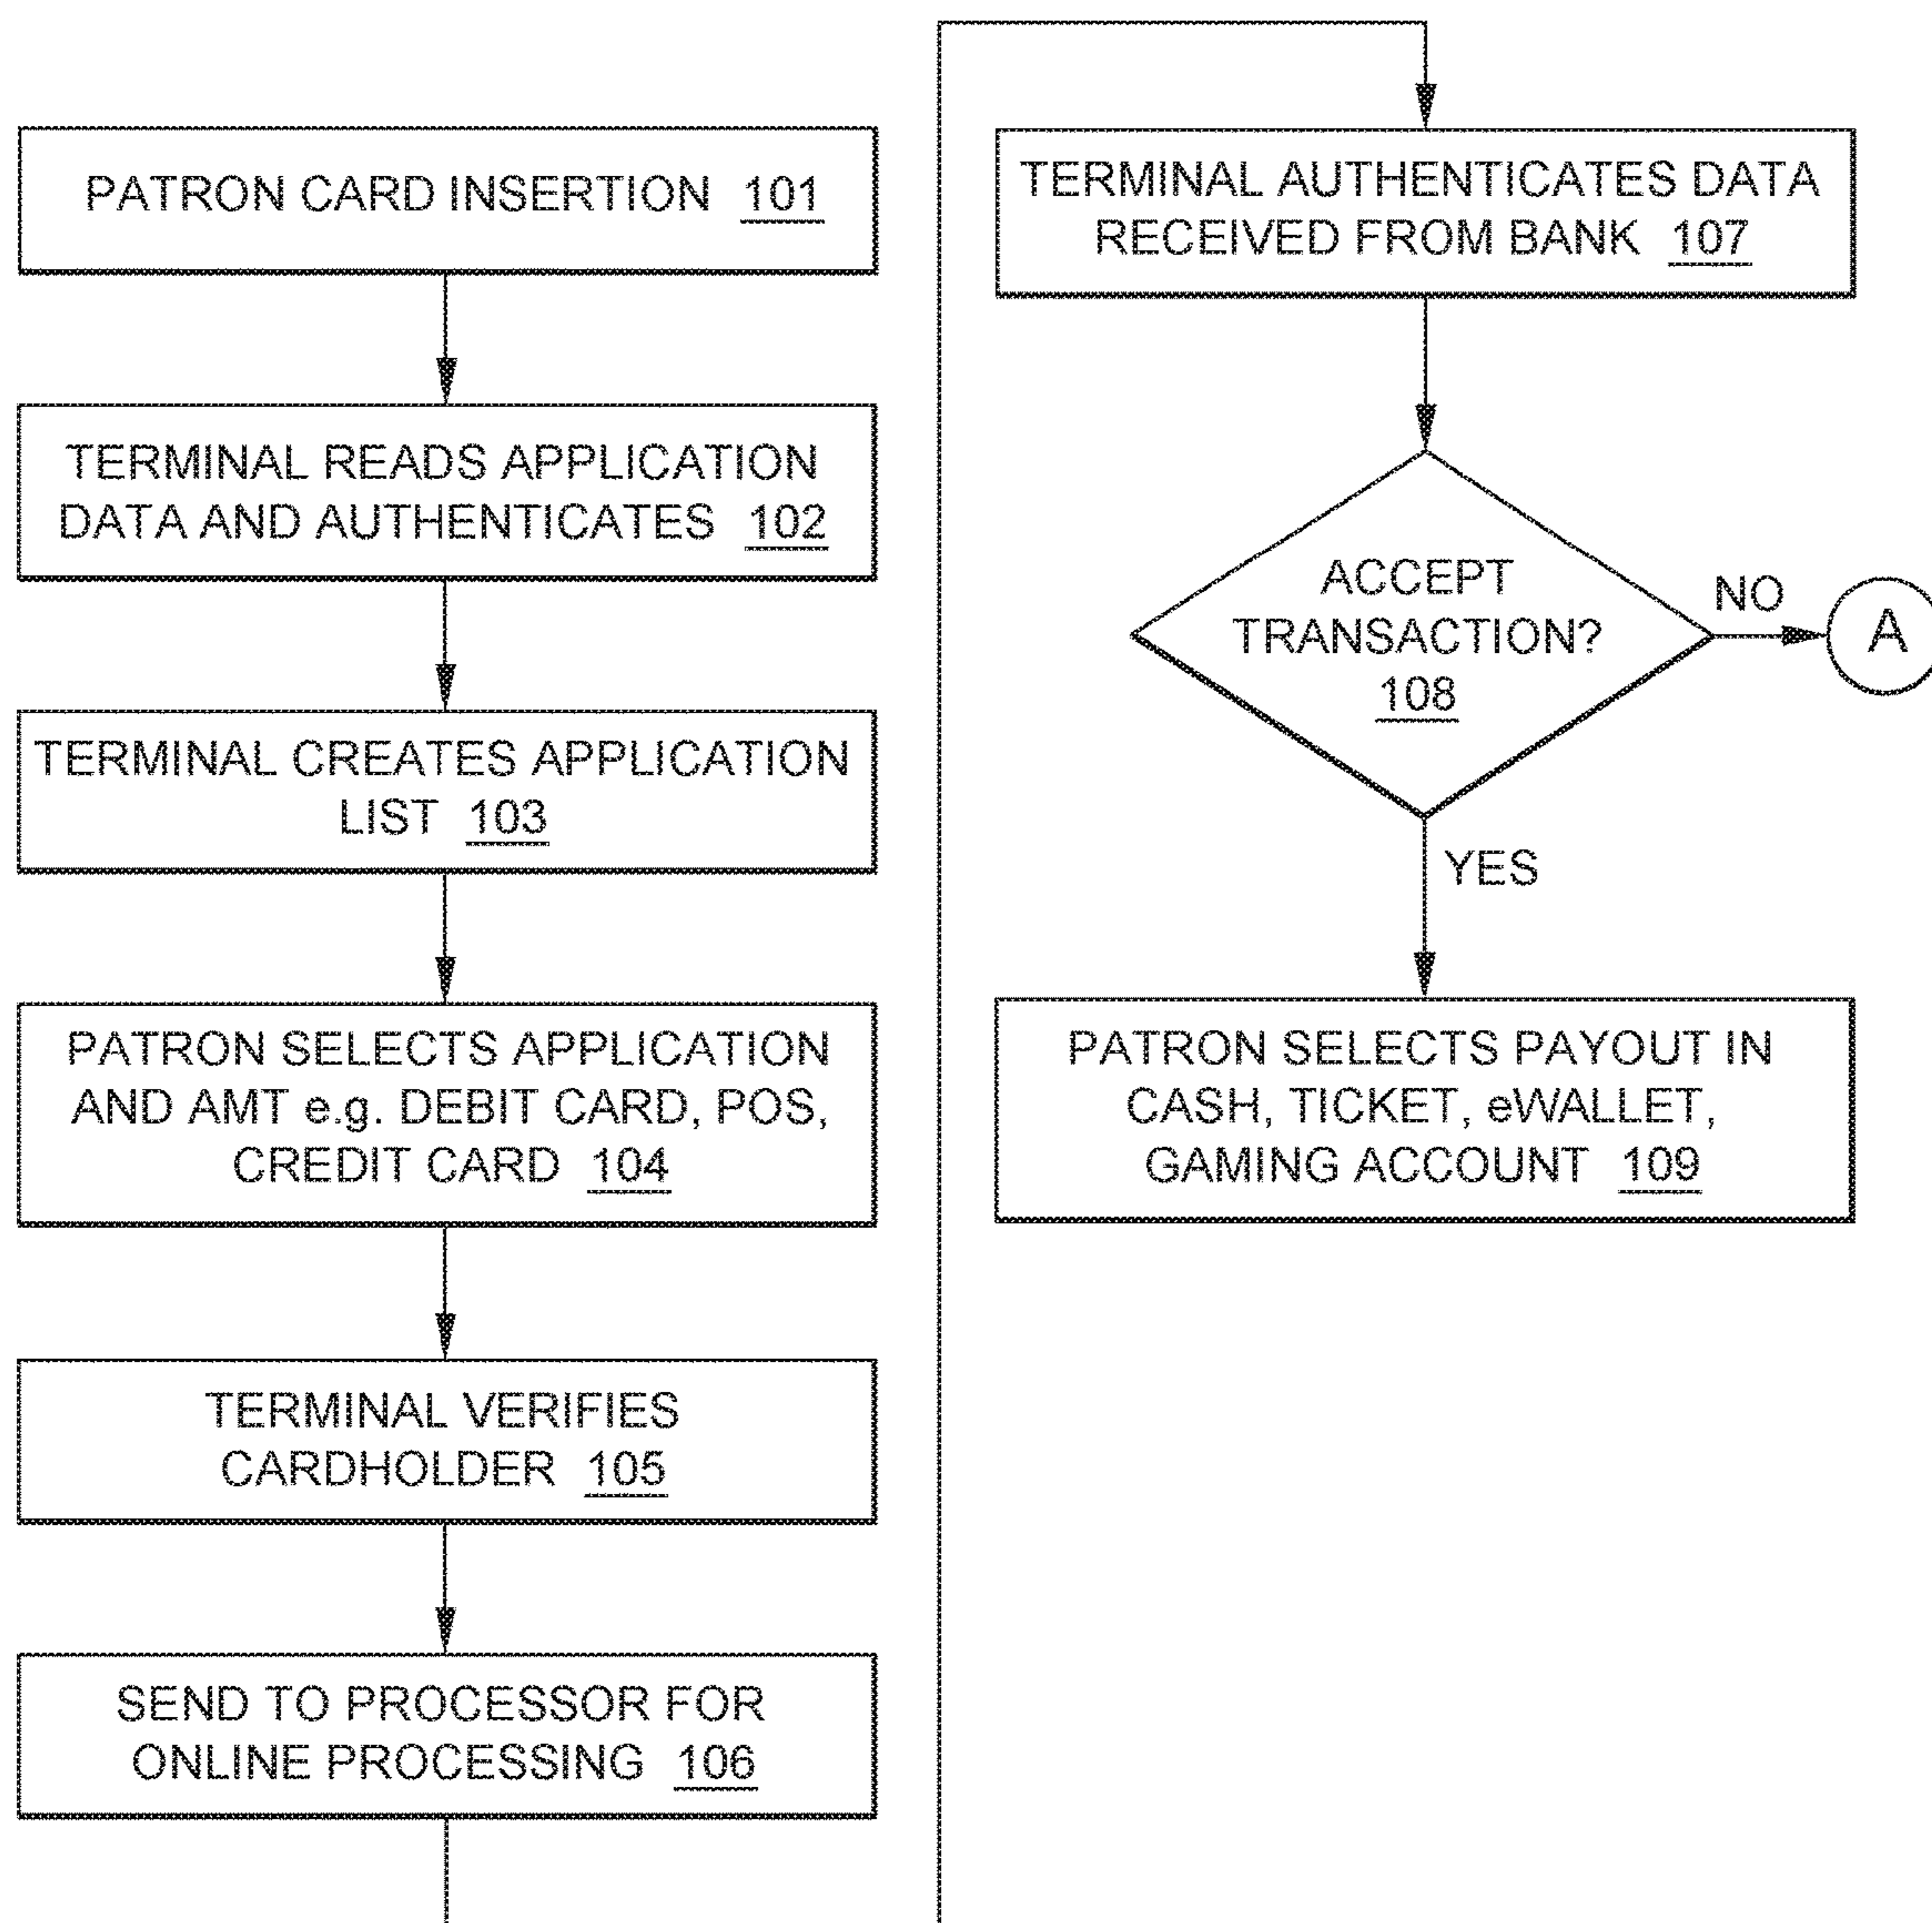 PATRON CARD INSERTION 101
TERMINAL READS APPLICATION
DATA AND AUTHENTICATES 102
TERMINAL CREATES APPLICATION
LIST 103
PATRON SELECTS APPLICATION
AND AMT e.g. DEBIT CARD, POS,
CREDIT CARD 104
TERMINAL VERIFIES
CARDHOLDER 105
SEND TO PROCESSOR FOR
ONLINE PROCESSING 106
TERMINAL AUTHENTICATES DATA
RECEIVED FROM BANK 107
ACCEPT
TRANSACTION?
108
NO
A
YES
PATRON SELECTS PAYOUT IN
CASH, TICKET, eWALLET,
GAMING ACCOUNT 109